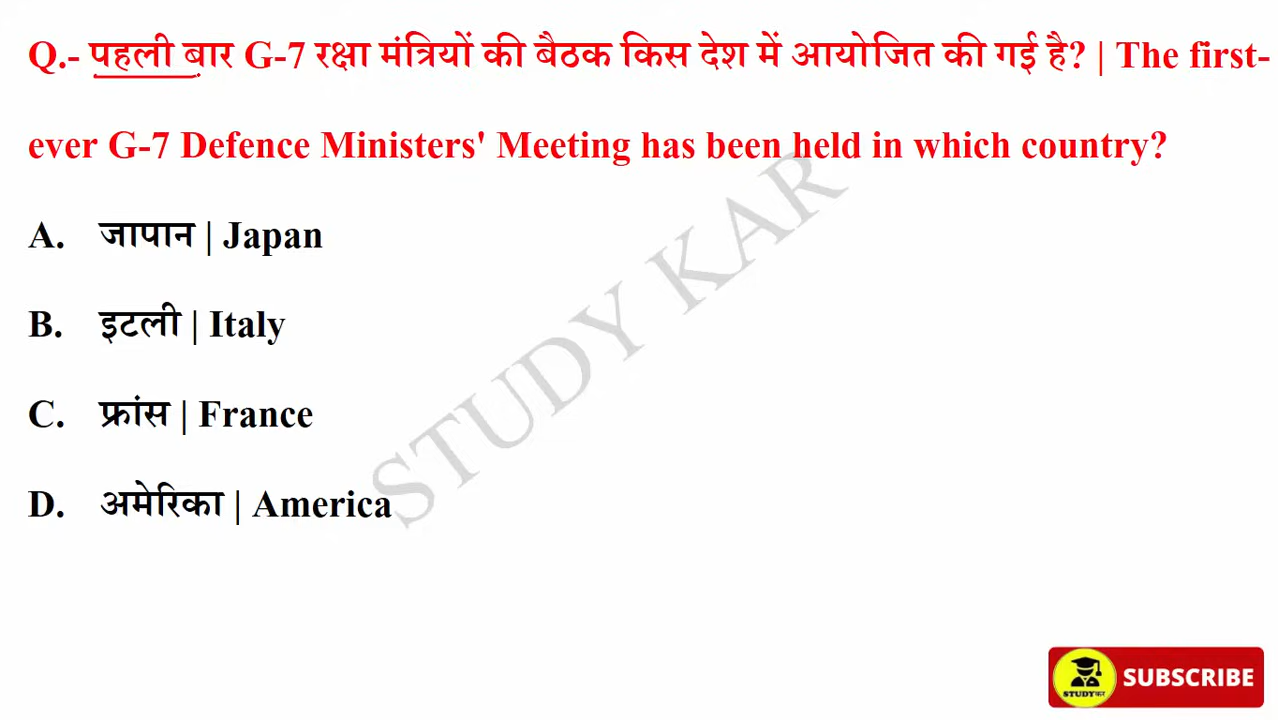 Q.- पहली बार G-7 रक्षा मंत्रियों की बैठक किस देश में आयोजित की गई है? | The first-
ever G-7 Defence Ministers' Meeting has been held in which country?
A. जापान | Japan
B. इटली | Italy
C. फ्रांस | France
D. अमेरिका | America
STUDY KAR
STUDYकर
SUBSCRIBE